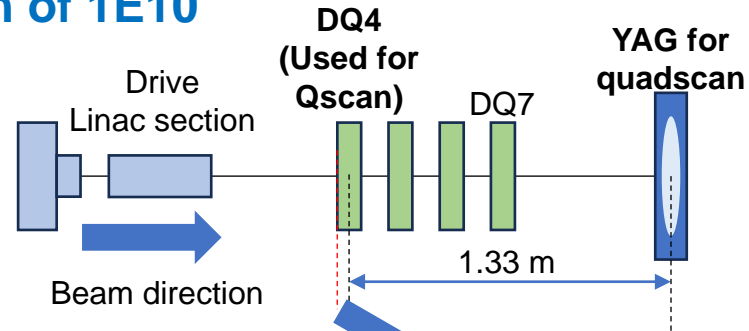 of 1E10
DQ4
(Used for
Qscan)
YAG for
quadscan
Drive
Linac section
DQ7
1.33 m
Beam direction